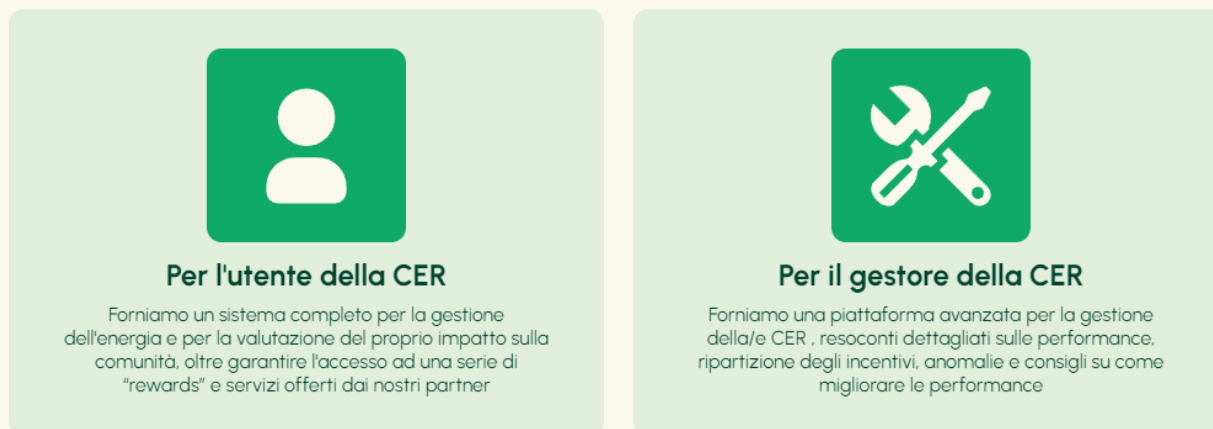 Per l'utente della CER
Forniamo un sistema completo per la gestione
dell'energia e per la valutazione del proprio impatto sulla
comunità, oltre garantire l'accesso ad una serie di
“rewards” e servizi offerti dai nostri partner
Per il gestore della CER
Forniamo una piattaforma avanzata per la gestione
della/e CER , resoconti dettagliati sulle performance,
ripartizione degli incentivi, anomalie e consigli su come
migliorare le performance